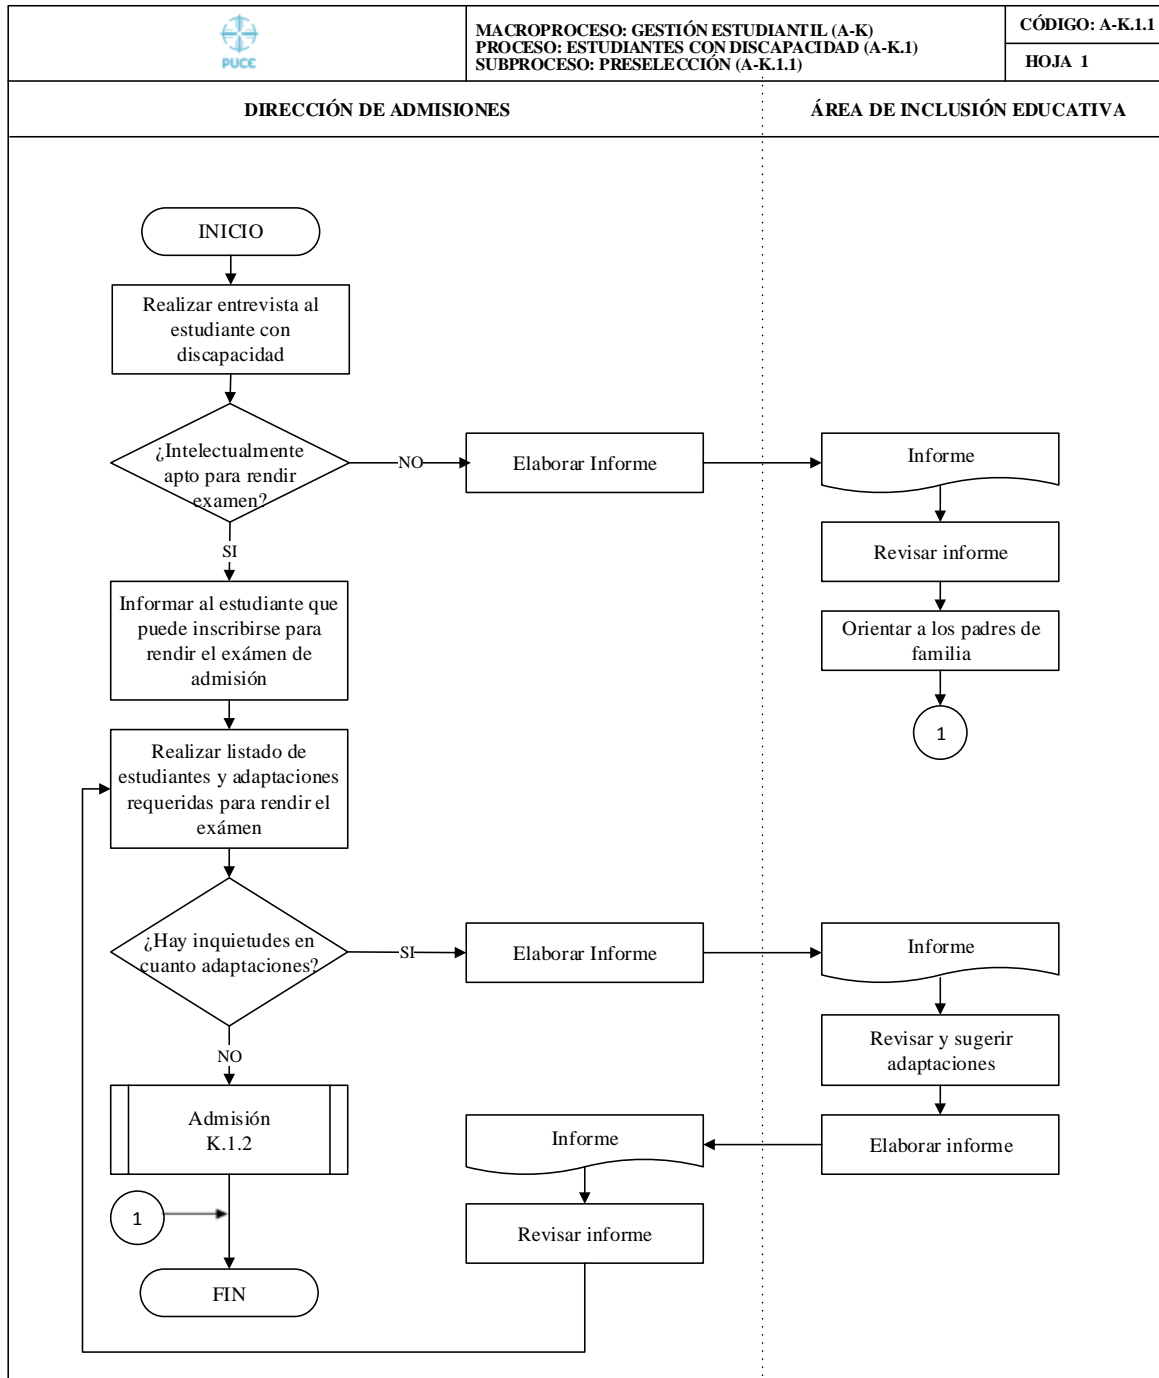 PUCE
MACROPROCESO: GESTIÓN ESTUDIANTIL (A-K)
PROCESO: ESTUDIANTES CON DISCAPACIDAD (A-K.1)
SUBPROCESO: PRESELECCIÓN (A-K.1.1)
CÓDIGO: A-K.1.1
HOJA 1
DIRECCIÓN DE ADMISIONES
ÁREA DE INCLUSIÓN EDUCATIVA
INICIO
Realizar entrevista al
estudiante con
discapacidad
¿Intelectualmente
apto para rendir
examen?
NO
Elaborar Informe
Informe
SI
Revisar informe
Informar al estudiante que
puede inscribirse para
rendir el exámen de
admisión
Orientar a los padres de
familia
1
Realizar listado de
estudiantes y adaptaciones
requeridas para rendir el
exámen
¿Hay inquietudes en
cuanto adaptaciones?
SI
Elaborar Informe
Informe
Revisar y sugerir
adaptaciones
NO
Admisión
K.1.2
Informe
Elaborar informe
1
Revisar informe
FIN